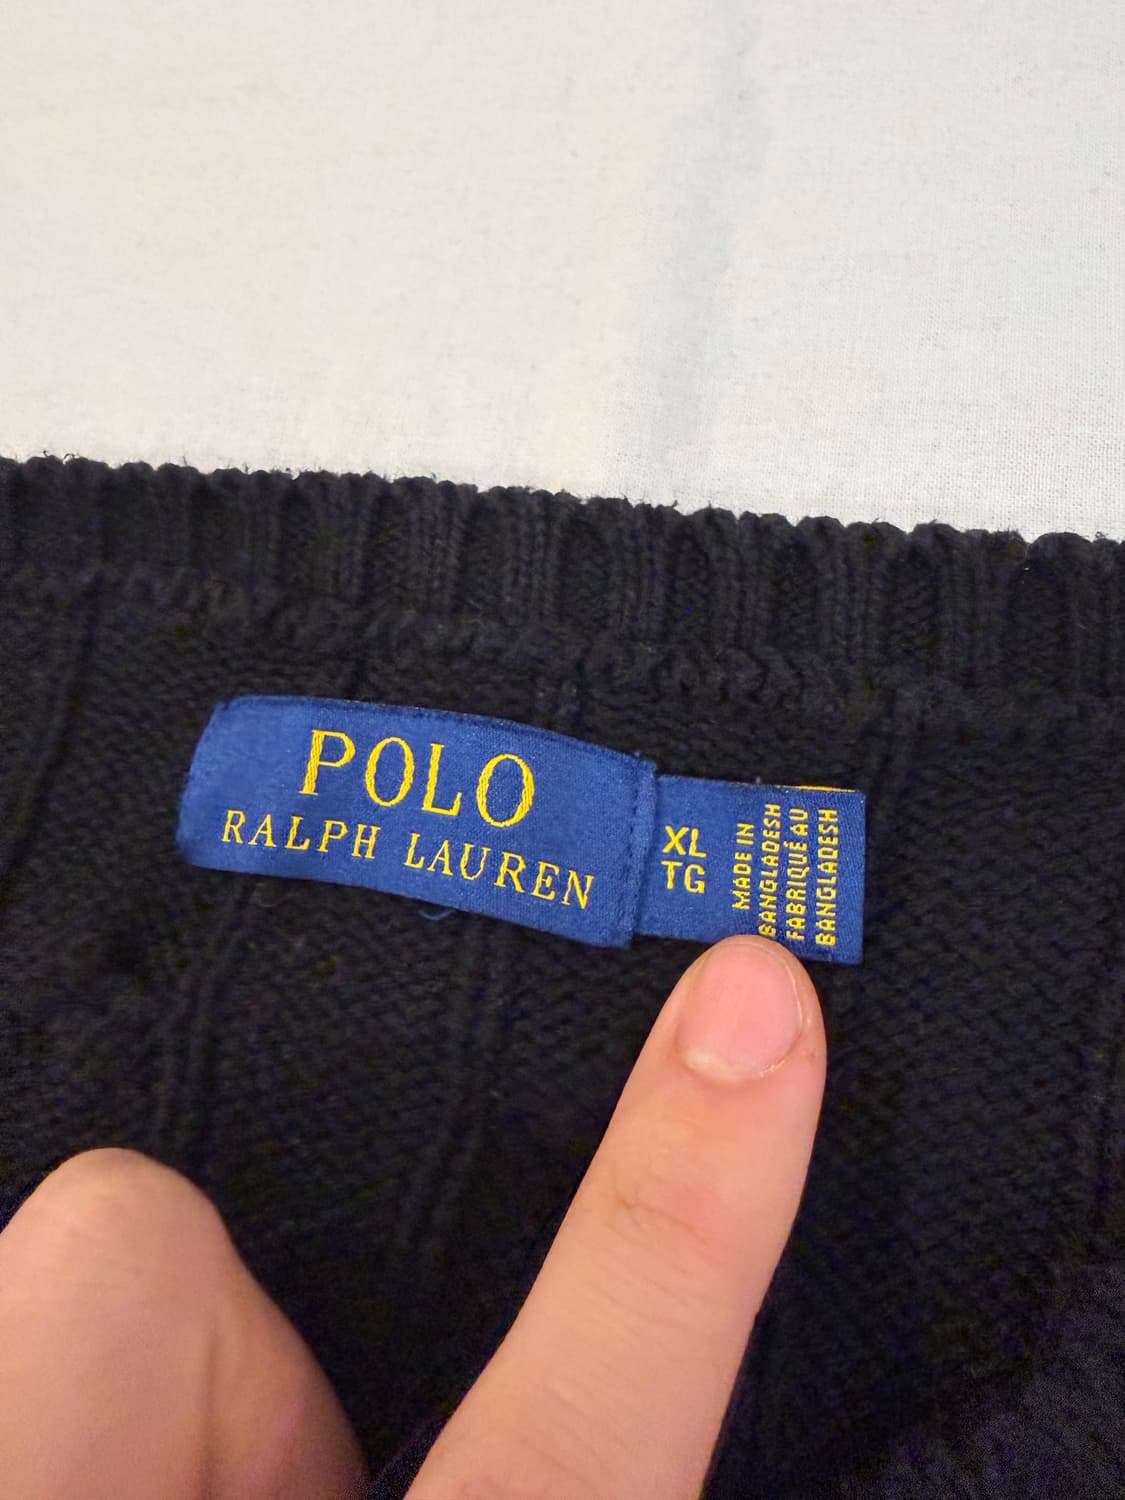 POLO
RALPH LAUREN
XL
TG
MADE IN
BANGLADESH
FABRIQUÉ AU
BANGLADESH